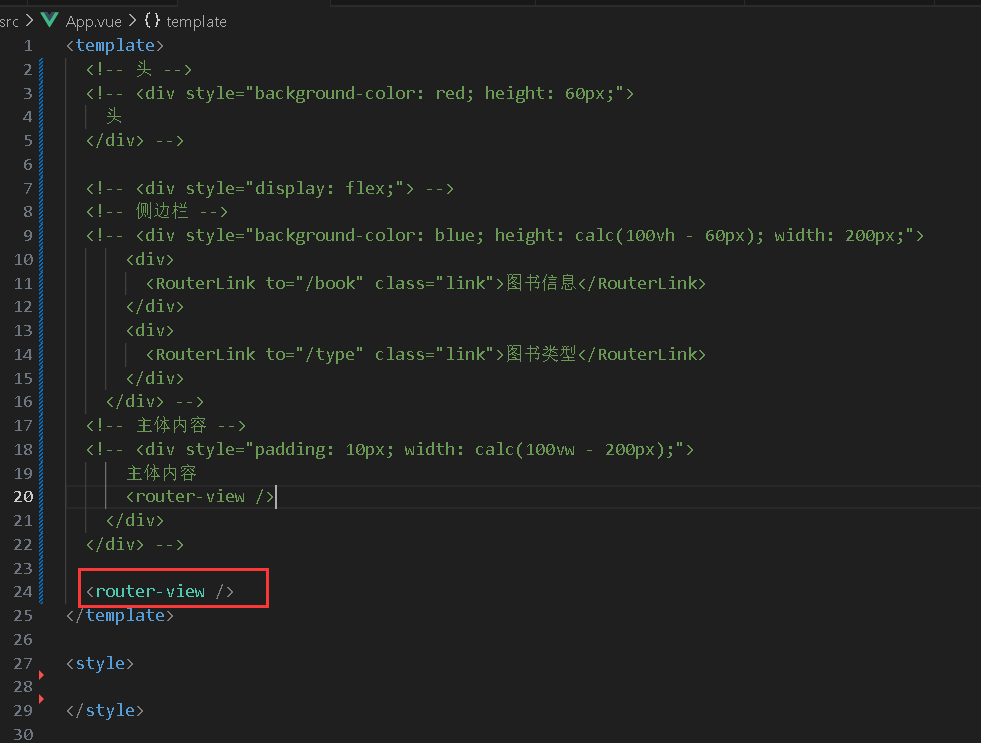 src > App.vue > {} template
1 <template>
2 <!-- 头 -->
3 <!-- <div style="background-color: red; height: 60px;">
4 头
5 </div> -->
6
7 <!-- <div style="display: flex;"> -->
8 <!-- 侧边栏 -->
9 <!-- <div style="background-color: blue; height: calc(100vh - 60px); width: 200px;">
10 <div>
11 <RouterLink to="/book" class="link">图书信息</RouterLink>
12 </div>
13 <div>
14 <RouterLink to="/type" class="link">图书类型</RouterLink>
15 </div>
16 </div> -->
17 <!-- 主体内容 -->
18 <!-- <div style="padding: 10px; width: calc(100vw - 200px);">
19 主体内容
20 <router-view />
21 </div>
22 </div> -->
23
24 <router-view />
25 </template>
26
27 <style>
28
29 </style>
30